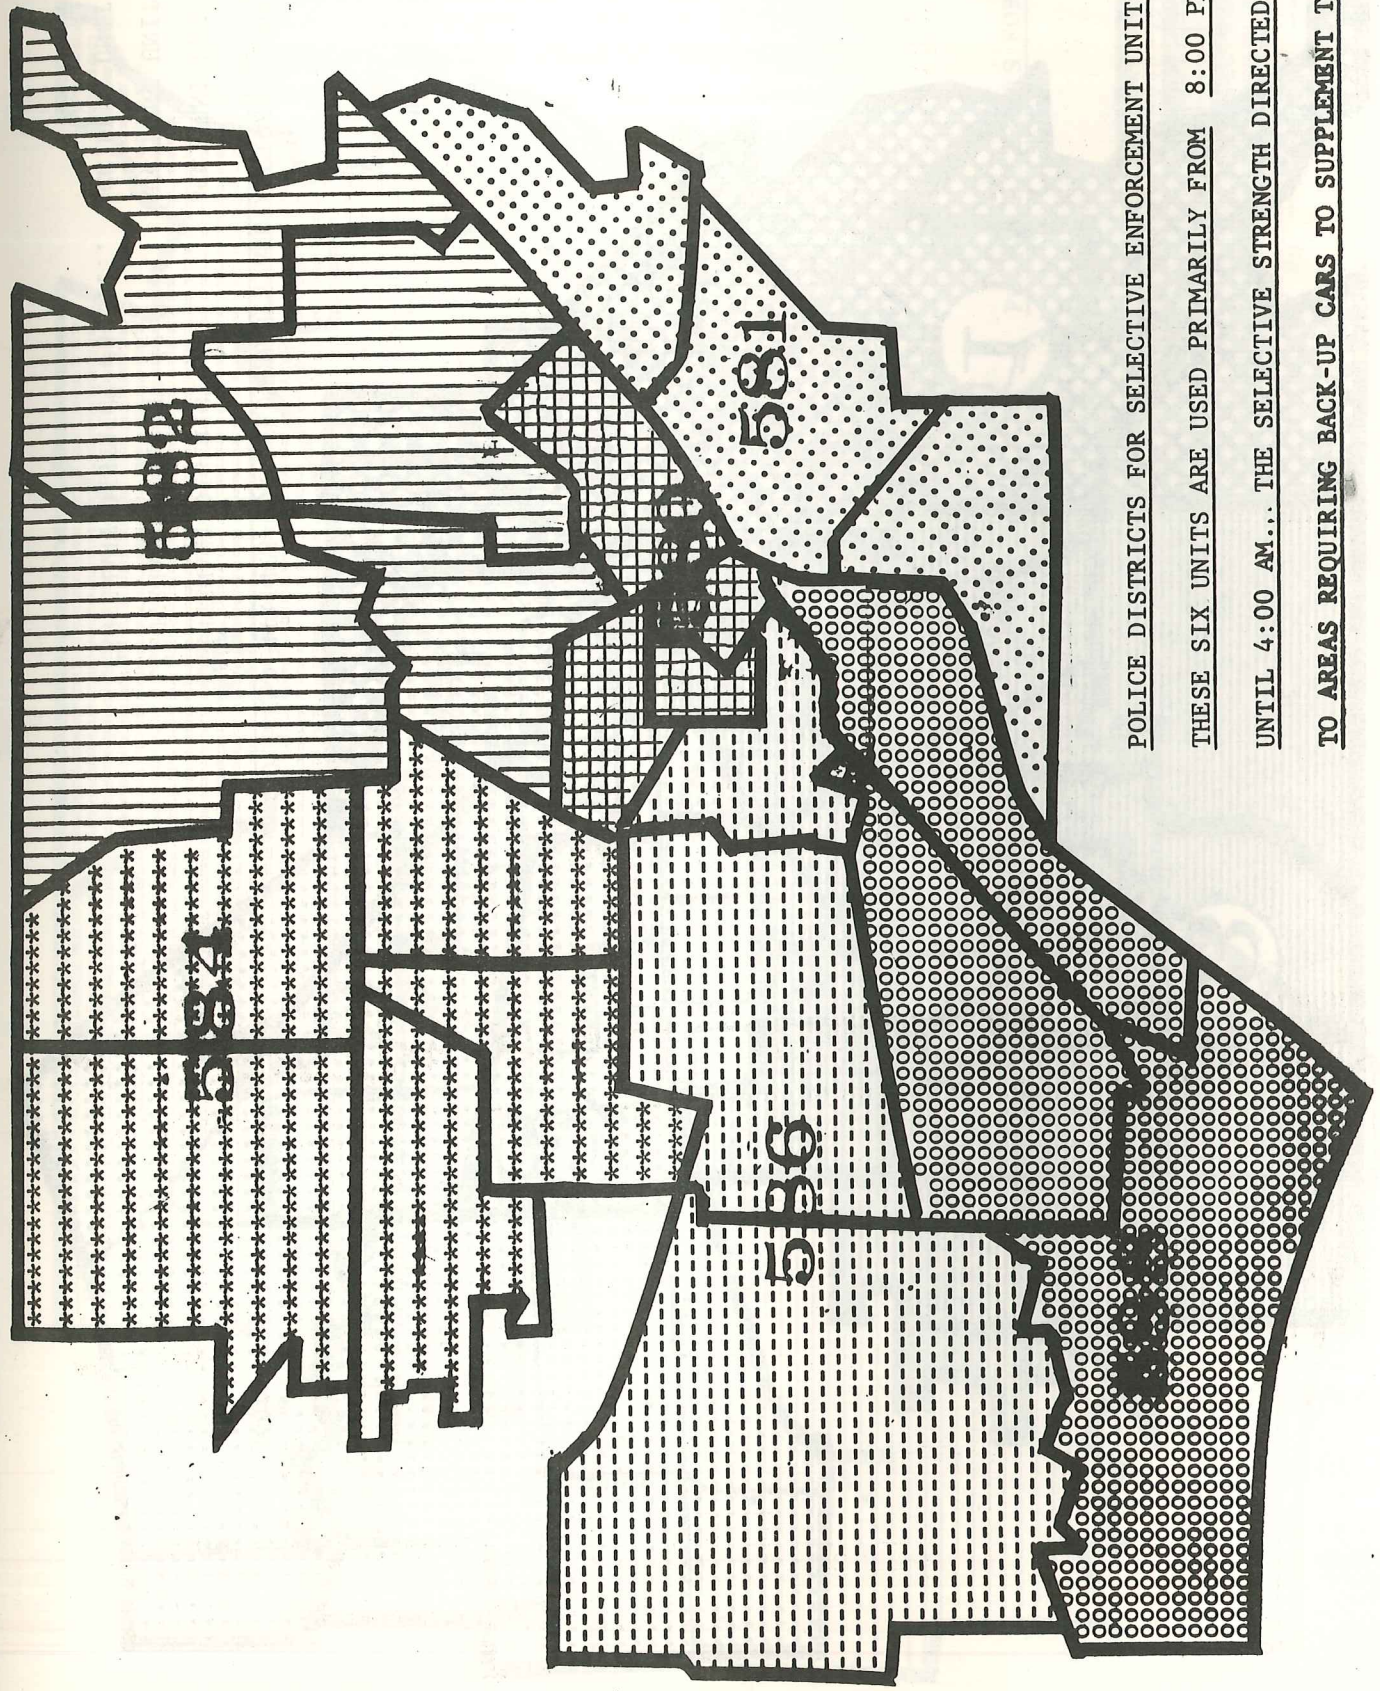 POLICE DISTRICTS FOR SELECTIVE ENFORCEMENT UNIT
THESE SIX UNITS ARE USED PRIMARILY FROM 8:00 P
UNTIL 4:00 AM... THE SELECTIVE STRENGTH DIRECTED
TO AREAS REQUIRING BACK-UP CARS TO SUPPLEMENT T
582
581
584
586